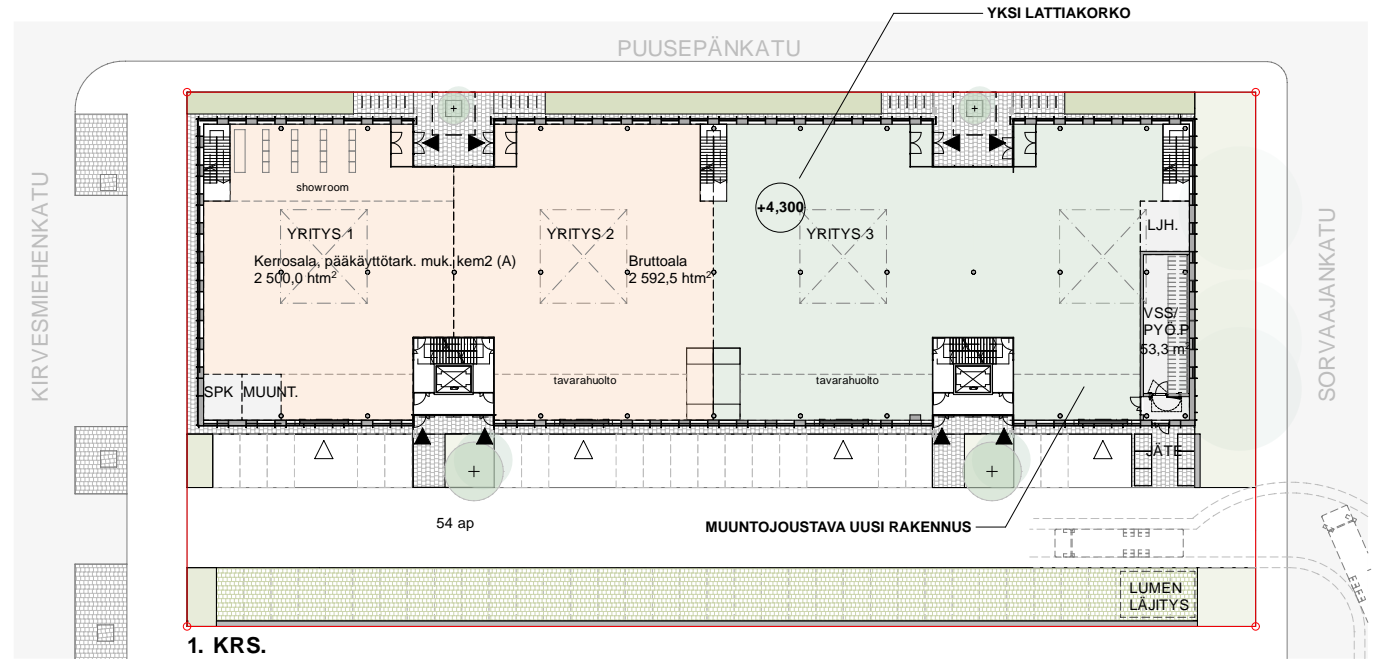 YKSI LATTIAKORKO
PUUSEPÄNKATU
KIRVESMIEHENKATU
SORVAAJANKATU
showroom
+4,300
YRITYS 1
YRITYS 2
YRITYS 3
LJH.
Kerrosala, pääkäyttötark. muk. kem2 (A)
2 500,0 htm²
Bruttoala
2 592,5 htm²
VSS/
PYÖ.P
53,3 m²
SPK
MUUNT.
tavarahuolto
tavarahuolto
JÄTE
54 ap
MUUNTOJOUSTAVA UUSI RAKENNUS
LUMEN
LÄJITYS
1. KRS.